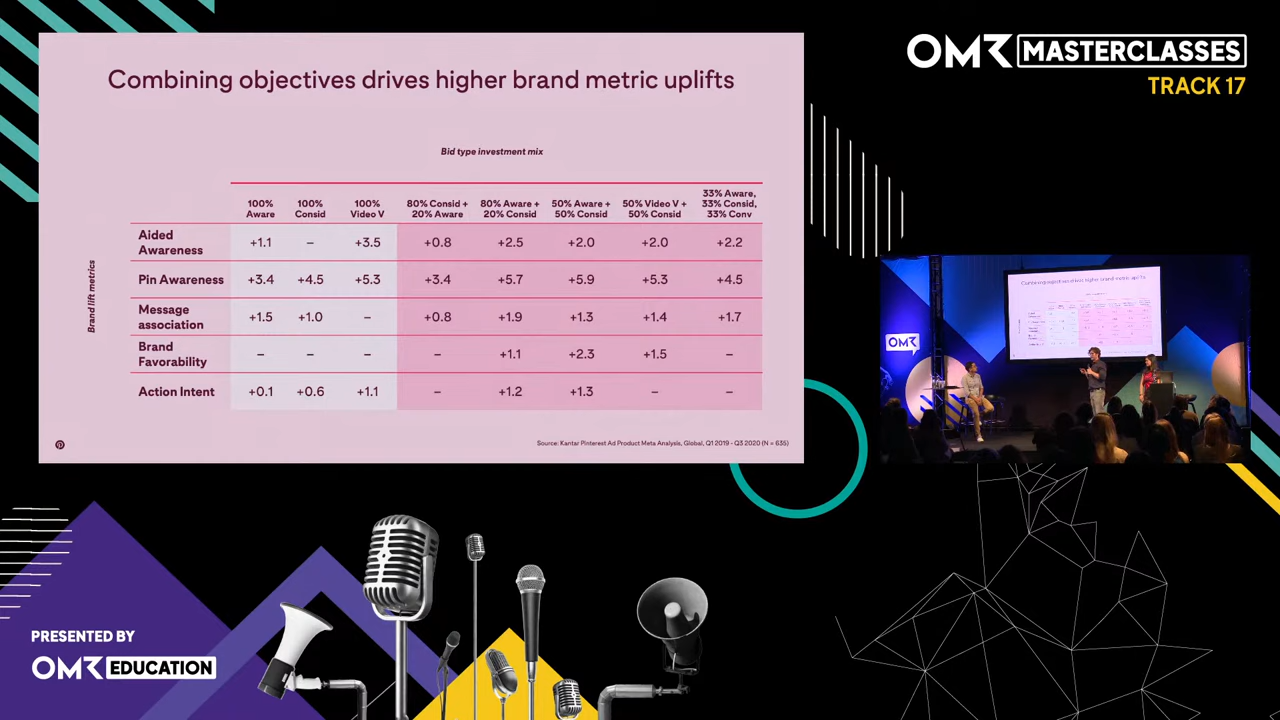 Combining objectives drives higher brand metric uplifts
Bid type investment mix
100% Aware
100% Consid
100% Video V
80% Consid + 20% Aware
80% Aware + 20% Consid
50% Aware + 50% Consid
50% Video V + 50% Consid
33% Aware, 33% Consid, 33% Conv
Brand lift metrics
Aided Awareness +1.1 – +3.5 +0.8 +2.5 +2.0 +2.0 +2.2
Pin Awareness +3.4 +4.5 +5.3 +3.4 +5.7 +5.9 +5.3 +4.5
Message association +1.5 +1.0 – +0.8 +1.9 +1.3 +1.4 +1.7
Brand Favorability – – – – +1.1 +2.3 +1.5 –
Action Intent +0.1 +0.6 +1.1 – +1.2 +1.3 – –
Source: Kantar Pinterest Ad Product Meta Analysis, Global, Q1 2019 - Q3 2020 (N = 635)
OMR MASTERCLASSES
TRACK 17
Combining objectives drives higher brand metric uplifts
OMR
PRESENTED BY
OMR EDUCATION